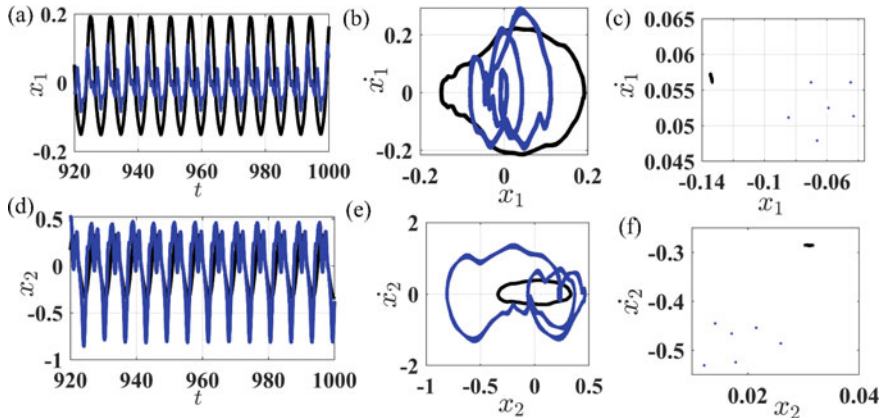 (a)
0.2
0
-0.2
x1
920 940 960 980 1000
t
(b)
0.2
0
-0.2
ẋ1
-0.2 0 0.2
x1
(c)
0.065
0.06
0.055
0.05
0.045
ẋ1
-0.14 -0.1 -0.06
x1
(d)
0.5
0
-0.5
-1
x2
920 940 960 980 1000
t
(e)
2
0
-2
ẋ2
-1 -0.5 0 0.5
x2
(f)
-0.3
-0.4
-0.5
ẋ2
0.02 0.04
x2